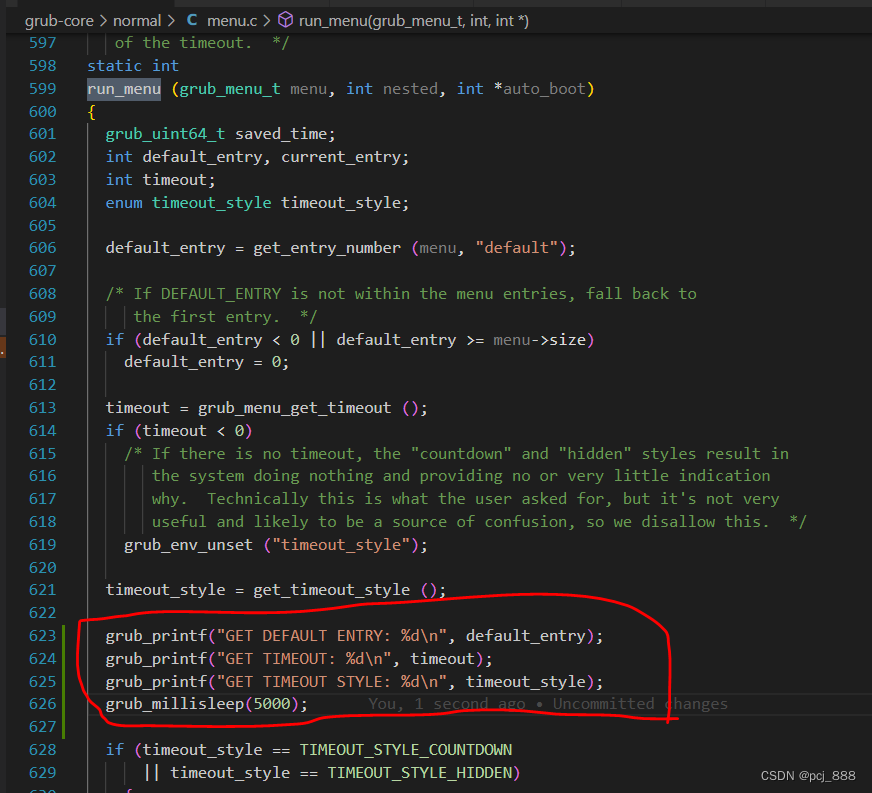 grub-core > normal > C menu.c > run_menu(grub_menu_t, int, int *)
597 of the timeout. */
598 static int
599 run_menu (grub_menu_t menu, int nested, int *auto_boot)
600 {
601 grub_uint64_t saved_time;
602 int default_entry, current_entry;
603 int timeout;
604 enum timeout_style timeout_style;
605
606 default_entry = get_entry_number (menu, "default");
607
608 /* If DEFAULT_ENTRY is not within the menu entries, fall back to
609 the first entry. */
610 if (default_entry < 0 || default_entry >= menu->size)
611 default_entry = 0;
612
613 timeout = grub_menu_get_timeout ();
614 if (timeout < 0)
615 /* If there is no timeout, the "countdown" and "hidden" styles result in
616 the system doing nothing and providing no or very little indication
617 why. Technically this is what the user asked for, but it's not very
618 useful and likely to be a source of confusion, so we disallow this. */
619 grub_env_unset ("timeout_style");
620
621 timeout_style = get_timeout_style ();
622
623 grub_printf("GET DEFAULT ENTRY: %d\n", default_entry);
624 grub_printf("GET TIMEOUT: %d\n", timeout);
625 grub_printf("GET TIMEOUT STYLE: %d\n", timeout_style);
626 grub_millisleep(5000); You, 1 second ago • Uncommitted changes
627
628 if (timeout_style == TIMEOUT_STYLE_COUNTDOWN
629 || timeout_style == TIMEOUT_STYLE_HIDDEN)
{
CSDN @pcj_888